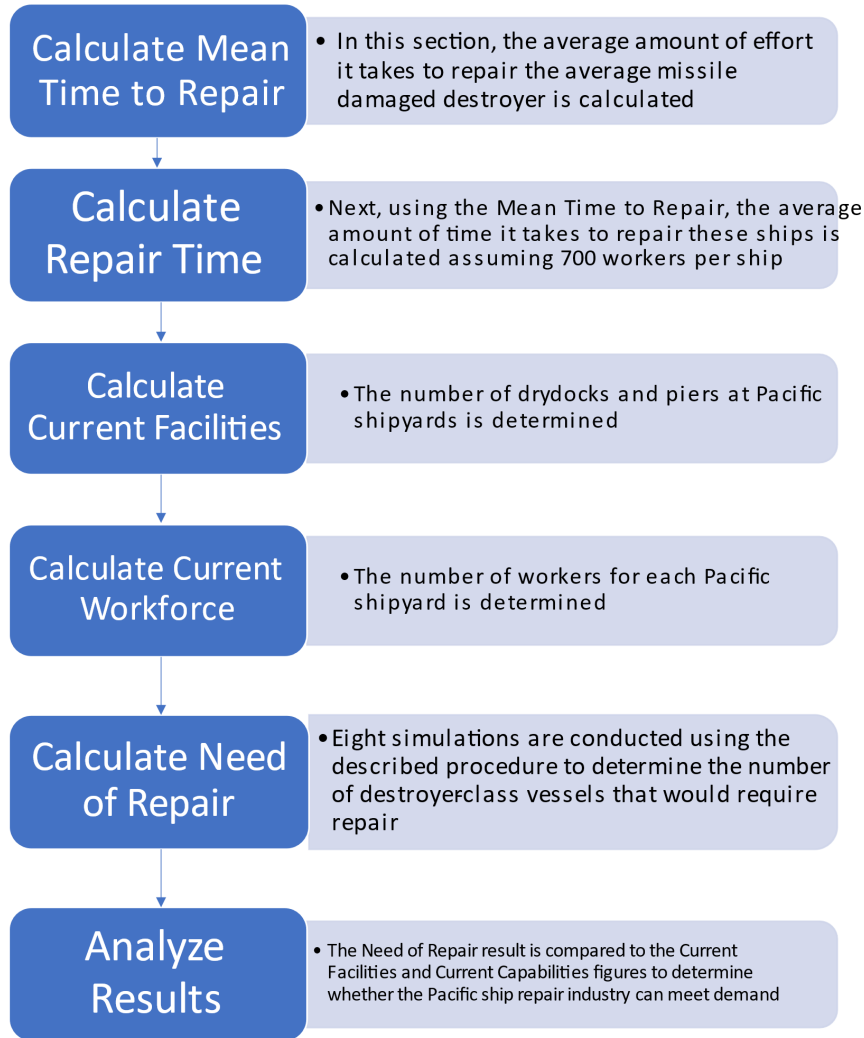 Calculate Mean
Time to Repair
• In this section, the average amount of effort
it takes to repair the average missile
damaged destroyer is calculated
Calculate
Repair Time
• Next, using the Mean Time to Repair, the average
amount of time it takes to repair these ships is
calculated assuming 700 workers per ship
Calculate
Current Facilities
• The number of drydocks and piers at Pacific
shipyards is determined
Calculate Current
Workforce
• The number of workers for each Pacific
shipyard is determined
Calculate Need
of Repair
• Eight simulations are conducted using the
described procedure to determine the number
of destroyer-class vessels that would require
repair
Analyze
Results
• The Need of Repair result is compared to the Current
Facilities and Current Capabilities figures to determine
whether the Pacific ship repair industry can meet demand